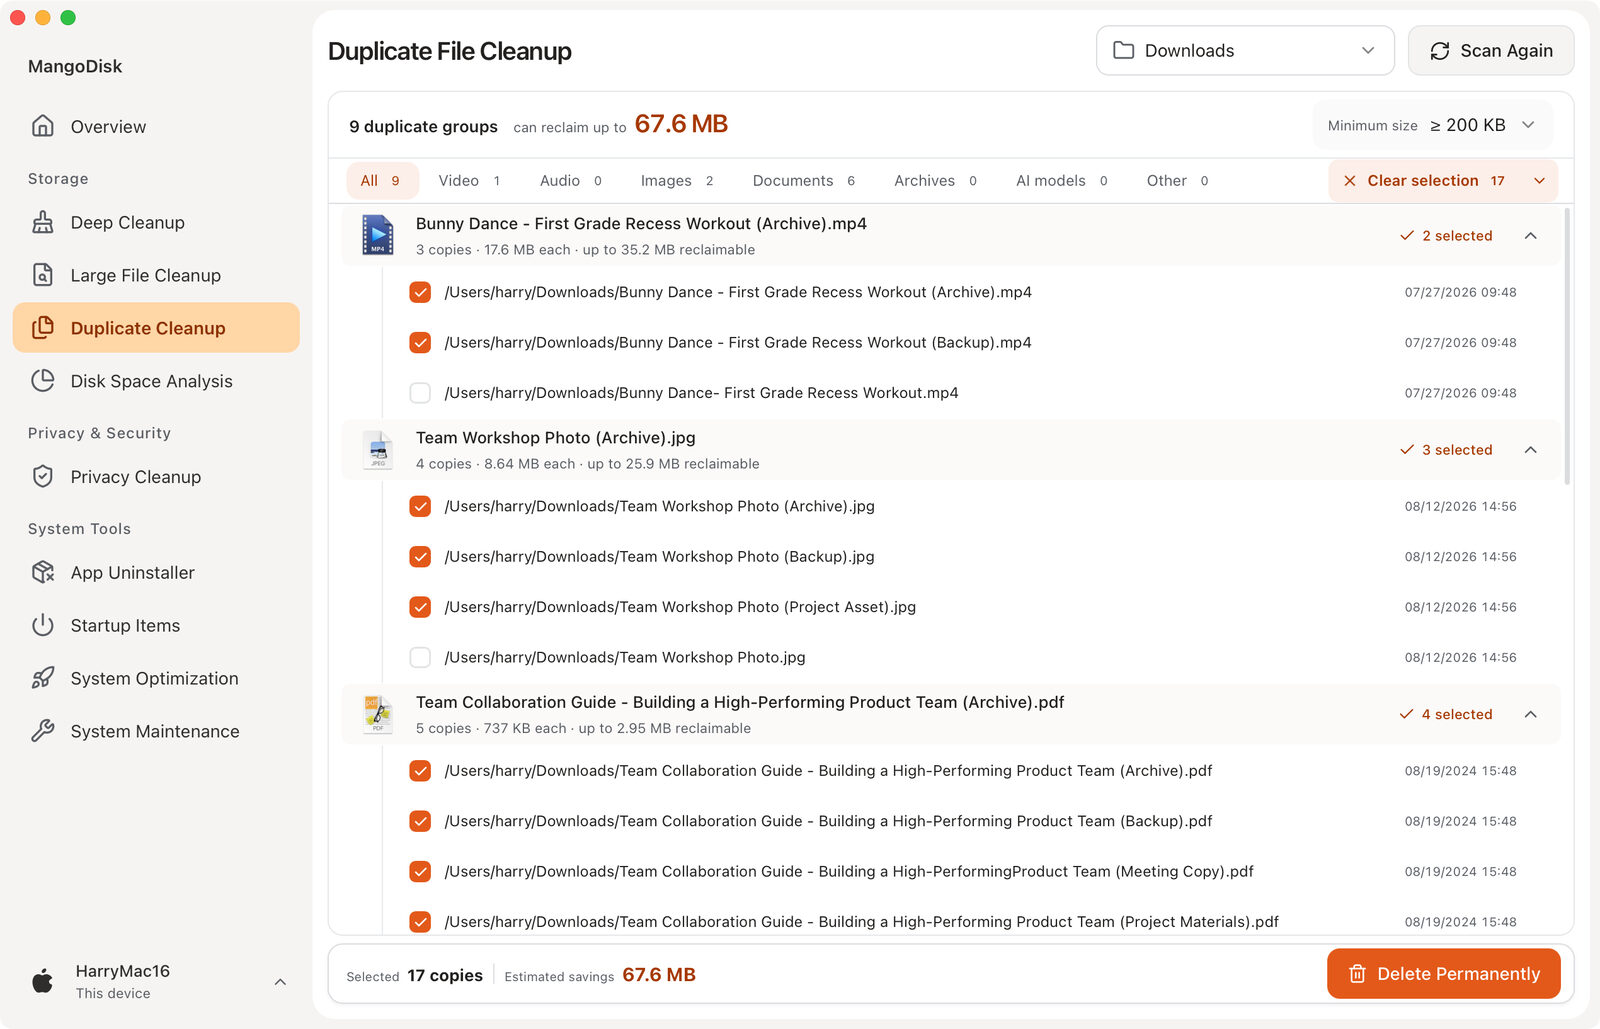 MangoDisk
Overview
Storage
Deep Cleanup
Large File Cleanup
Duplicate Cleanup
Disk Space Analysis
Privacy & Security
Privacy Cleanup
System Tools
App Uninstaller
Startup Items
System Optimization
System Maintenance
HarryMac16
This device
Duplicate File Cleanup
Downloads
Scan Again
9 duplicate groups can reclaim up to 67.6 MB
Minimum size ≥ 200 KB
All 9 Video 1 Audio 0 Images 2 Documents 6 Archives 0 AI models 0 Other 0
Clear selection 17
MP4
Bunny Dance - First Grade Recess Workout (Archive).mp4
3 copies · 17.6 MB each · up to 35.2 MB reclaimable
2 selected
/Users/harry/Downloads/Bunny Dance - First Grade Recess Workout (Archive).mp4 07/27/2026 09:48
/Users/harry/Downloads/Bunny Dance - First Grade Recess Workout (Backup).mp4 07/27/2026 09:48
/Users/harry/Downloads/Bunny Dance- First Grade Recess Workout.mp4 07/27/2026 09:48
JPEG
Team Workshop Photo (Archive).jpg
4 copies · 8.64 MB each · up to 25.9 MB reclaimable
3 selected
/Users/harry/Downloads/Team Workshop Photo (Archive).jpg 08/12/2026 14:56
/Users/harry/Downloads/Team Workshop Photo (Backup).jpg 08/12/2026 14:56
/Users/harry/Downloads/Team Workshop Photo (Project Asset).jpg 08/12/2026 14:56
/Users/harry/Downloads/Team Workshop Photo.jpg 08/12/2026 14:56
pdf
PDF
Team Collaboration Guide - Building a High-Performing Product Team (Archive).pdf
5 copies · 737 KB each · up to 2.95 MB reclaimable
4 selected
/Users/harry/Downloads/Team Collaboration Guide - Building a High-Performing Product Team (Archive).pdf 08/19/2024 15:48
/Users/harry/Downloads/Team Collaboration Guide - Building a High-Performing Product Team (Backup).pdf 08/19/2024 15:48
/Users/harry/Downloads/Team Collaboration Guide - Building a High-PerformingProduct Team (Meeting Copy).pdf 08/19/2024 15:48
/Users/harry/Downloads/Team Collaboration Guide - Building a High-Performing Product Team (Project Materials).pdf 08/19/2024 15:48
Selected 17 copies Estimated savings 67.6 MB
Delete Permanently